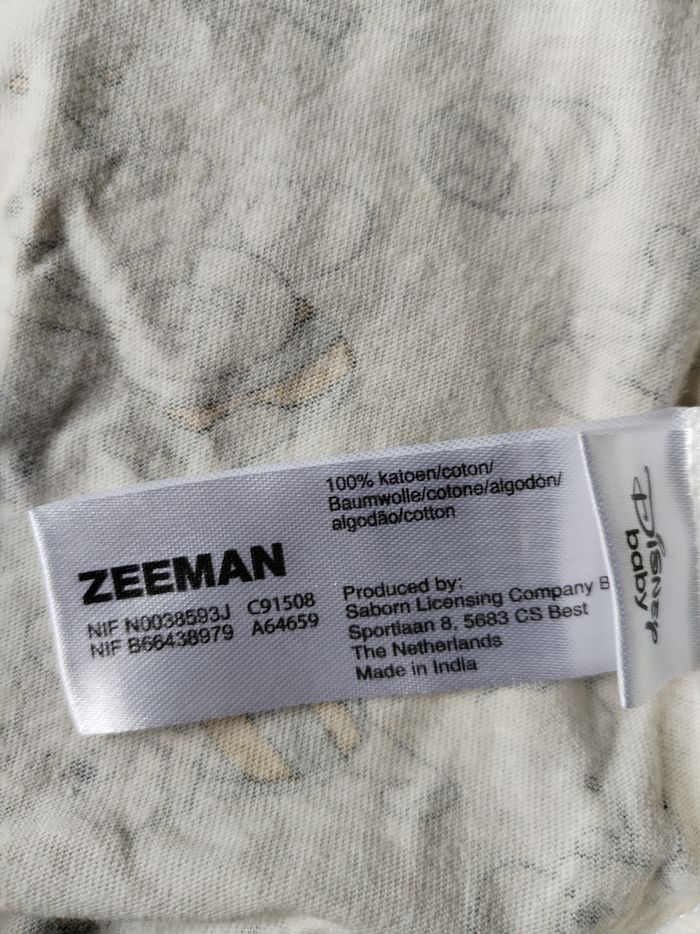 100% katoen/coton/
Baumwolle/cotone/algodón/
algodão/cotton
ZEEMAN
NIF N0038593J C91508
NIF B66438979 A64659
Produced by:
Saborn Licensing Company B
Sportlaan 8, 5683 CS Best
The Netherlands
Made in India
Disney
baby